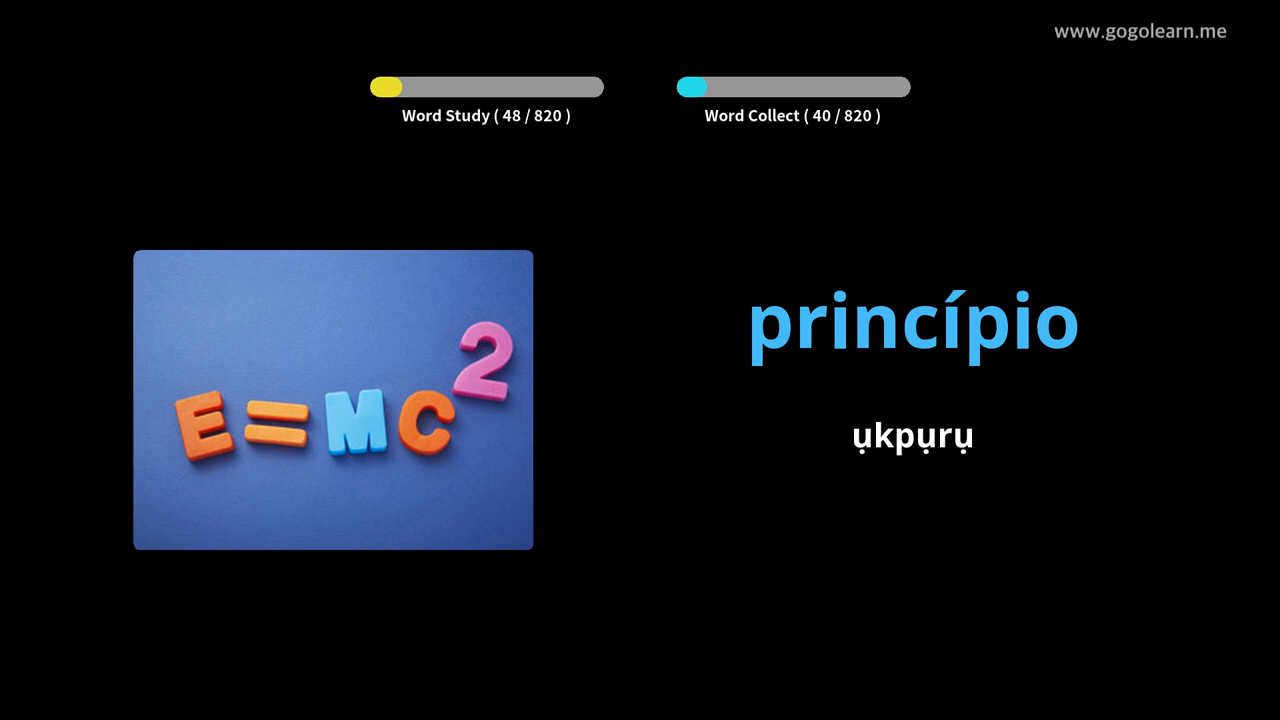 www.gogolearn.me
Word Study ( 48 / 820 )
Word Collect ( 40 / 820 )
E=MC²
princípio
ụkpụrụ